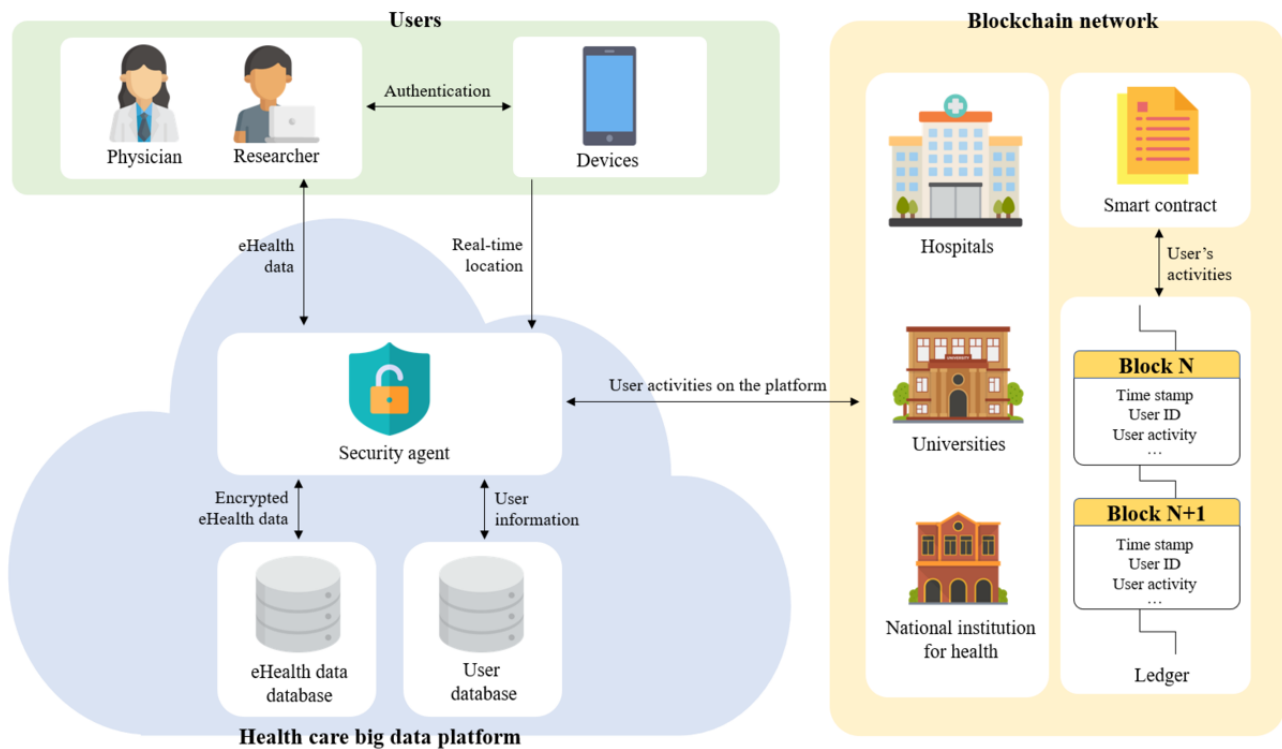 Users
Physician
Researcher
Authentication
Devices
eHealth
data
Real-time
location
Security agent
Encrypted
eHealth data
User
information
eHealth data
database
User
database
Health care big data platform
User activities on the platform
Blockchain network
Hospitals
UNIVERSITY
Universities
National institution
for health
Smart contract
User’s
activities
Block N
Time stamp
User ID
User activity
…
Block N+1
Time stamp
User ID
User activity
…
Ledger